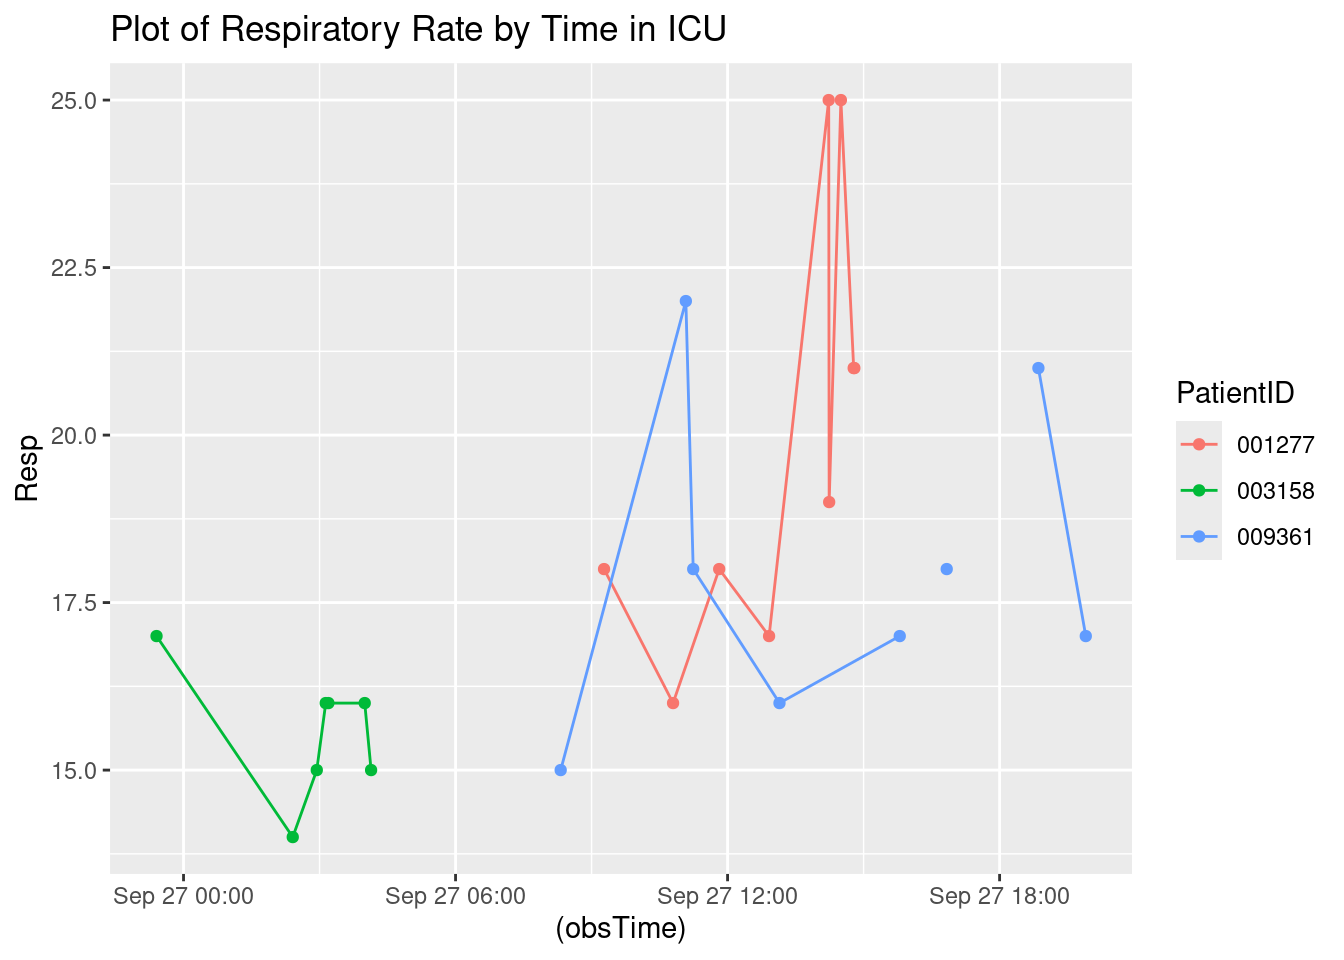 Plot of Respiratory Rate by Time in ICU
25.0
22.5
20.0
17.5
15.0
Resp
Sep 27 00:00 Sep 27 06:00 Sep 27 12:00 Sep 27 18:00
(obsTime)
PatientID
001277
003158
009361